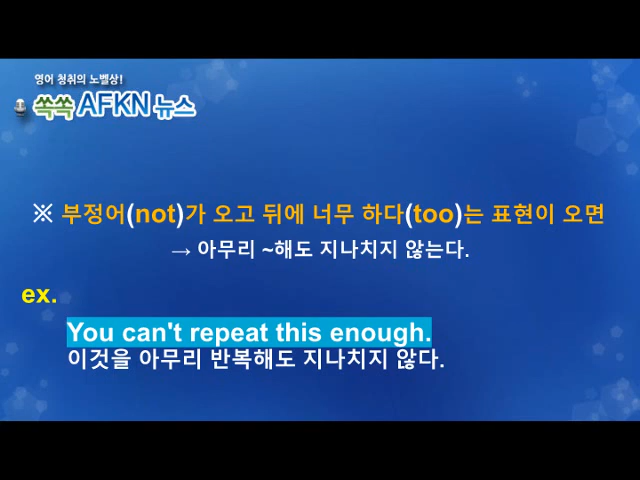 영어 청취의 노벨상!
쏙쏙 AFKN 뉴스
※ 부정어(not)가 오고 뒤에 너무 하다(too)는 표현이 오면
→ 아무리 ~해도 지나치지 않는다.
ex.
You can't repeat this enough.
이것을 아무리 반복해도 지나치지 않다.